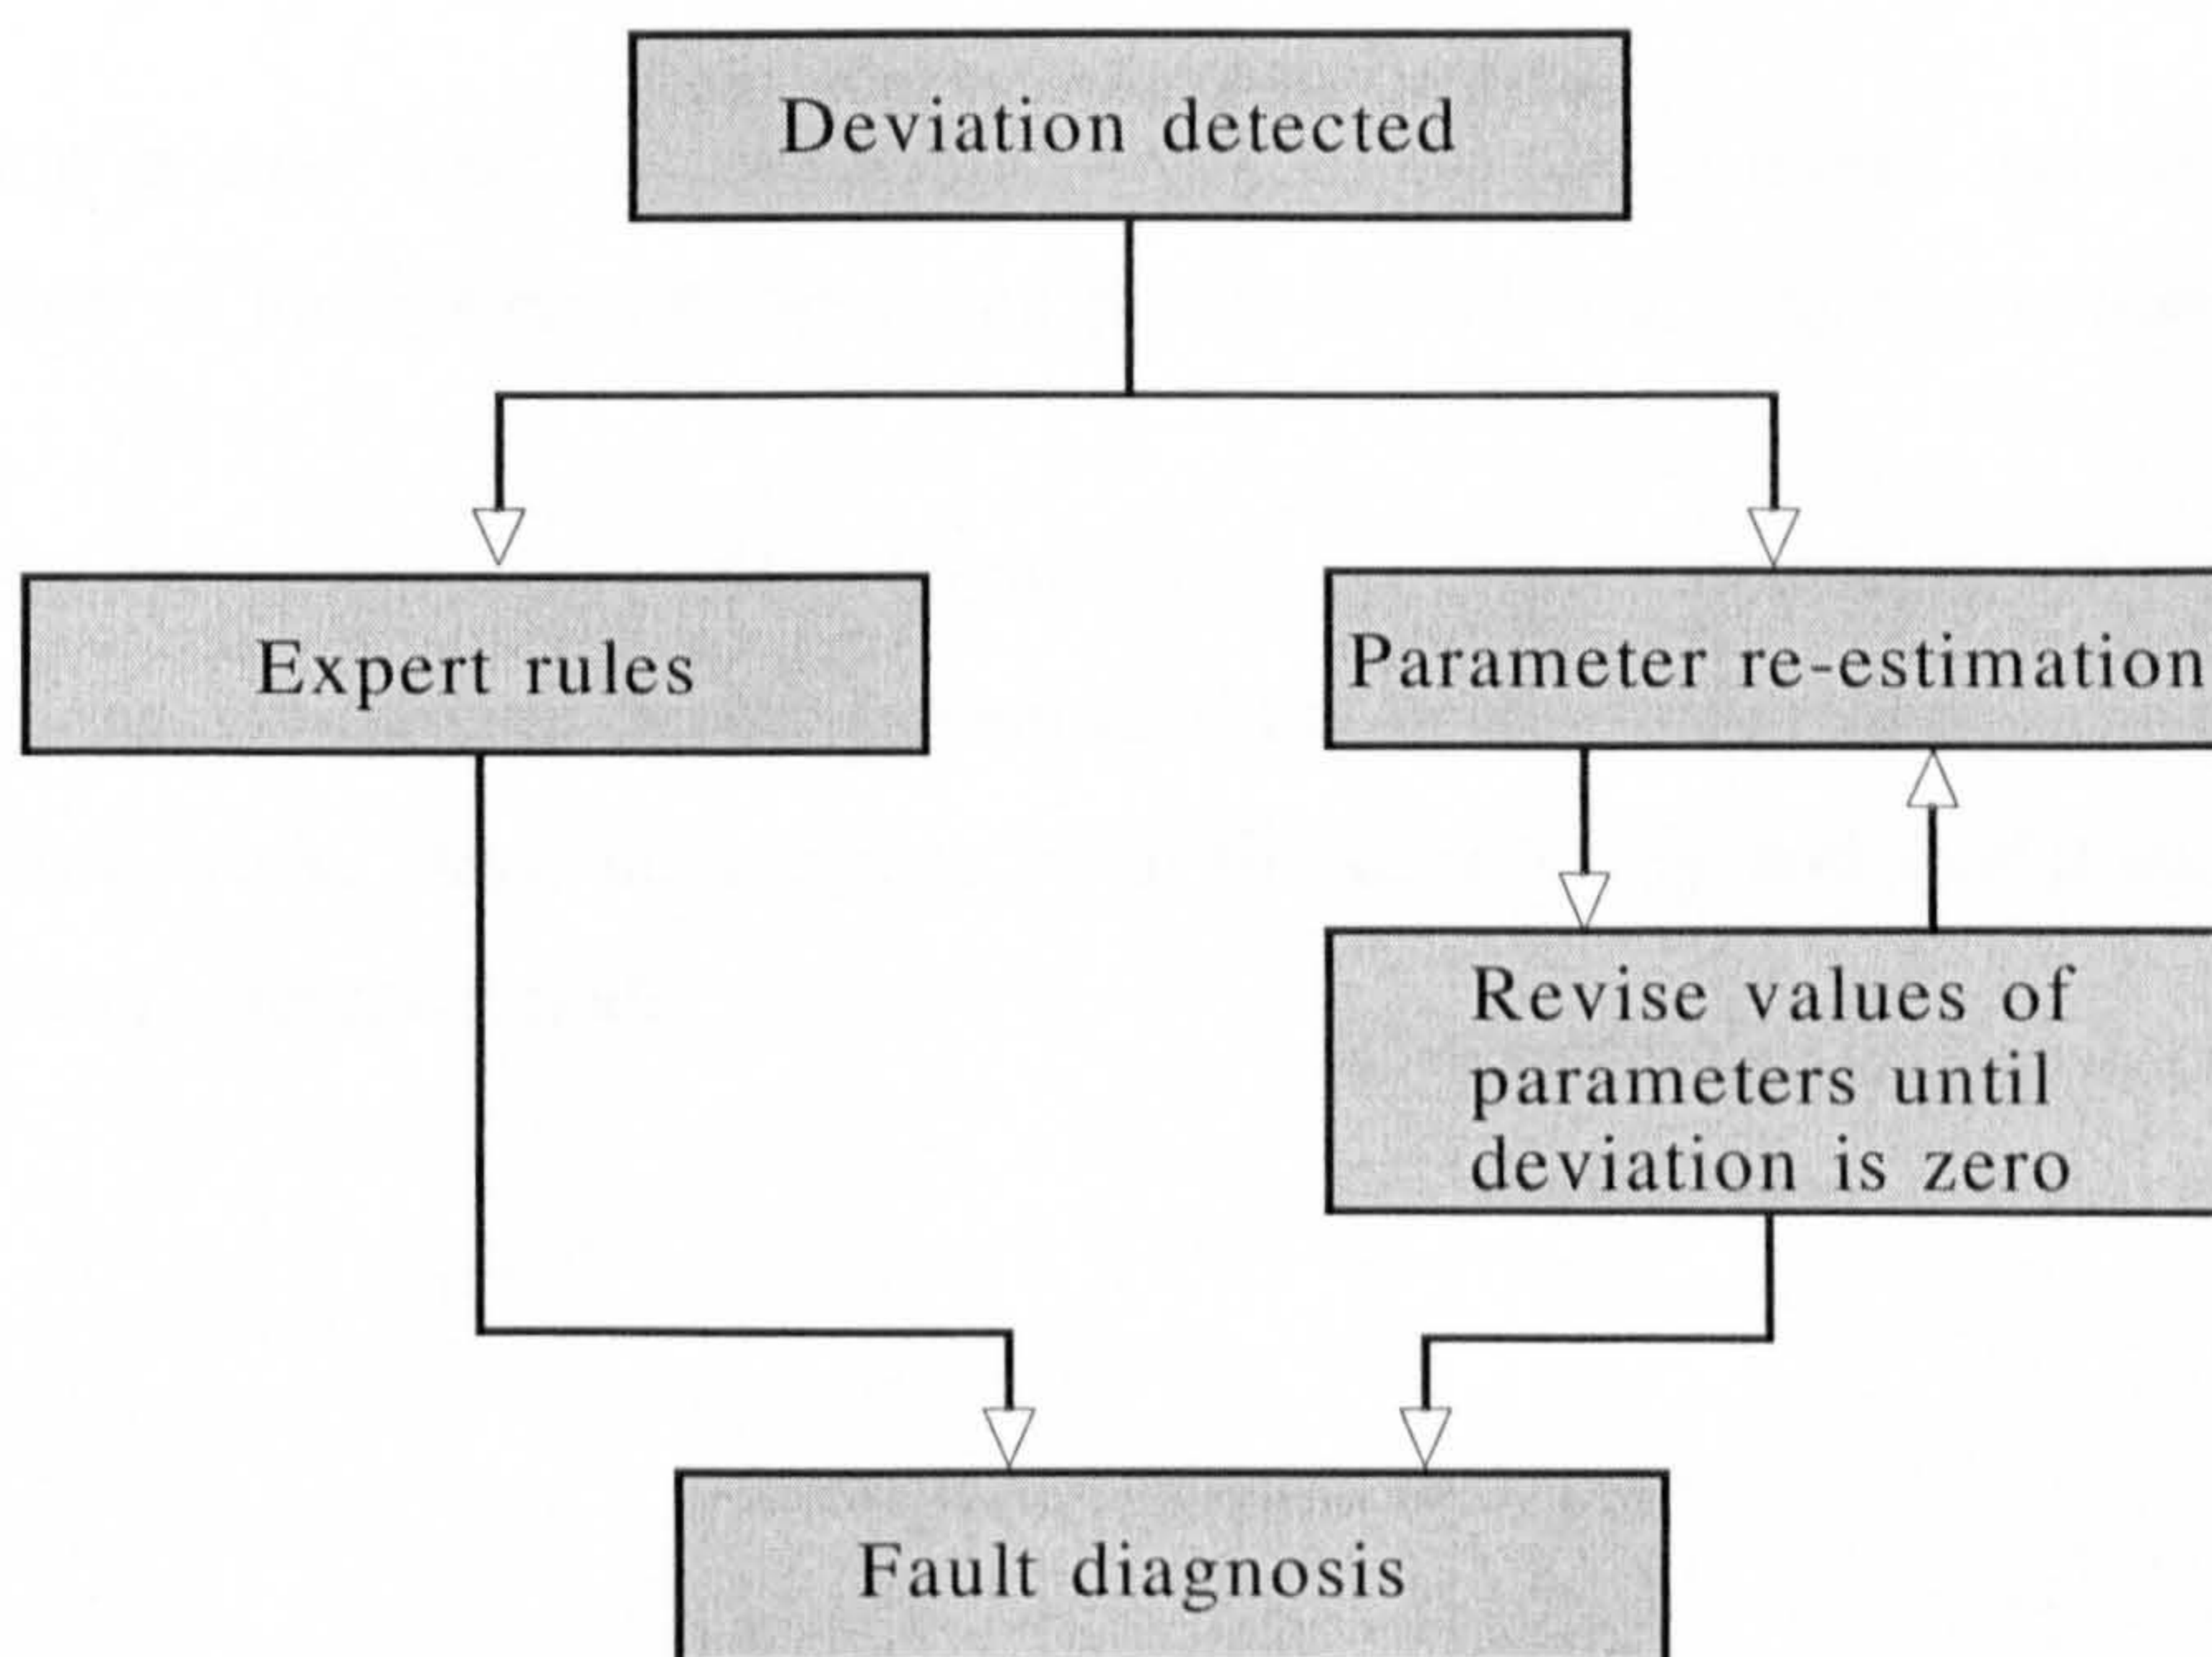 Deviation detected
Expert rules
Parameter re-estimation
Revise values of
parameters until
deviation is zero
Fault diagnosis